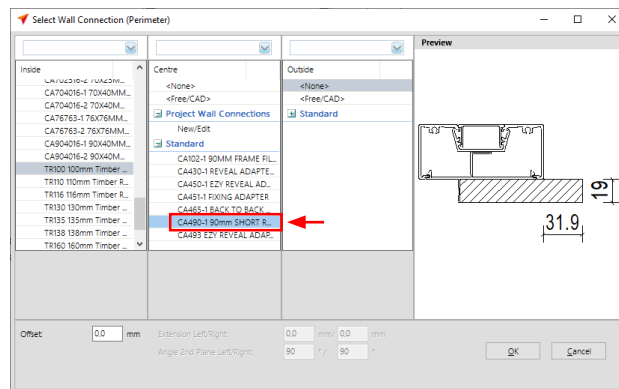 Select Wall Connection (Perimeter)
Preview
Inside
CA702516-2 70X25M...
CA704016-1 70X40MM...
CA704016-2 70X40M...
CA76763-1 76X76MM...
CA76763-2 76X76MM...
CA904016-1 90X40MM...
CA904016-2 90X40M...
TR100 100mm Timber ...
TR110 110mm Timber R...
TR116 116mm Timber R...
TR130 130mm Timber ...
TR135 135mm Timber ...
TR138 138mm Timber ...
TR160 160mm Timber ...
Centre
<None>
<Free/CAD>
Project Wall Connections
New/Edit
Standard
CA102-1 90MM FRAME FIL...
CA430-1 REVEAL ADAPTE...
CA450-1 EZY REVEAL AD...
CA451-1 FIXING ADAPTER
CA465-1 BACK TO BACK ...
CA490-1 90mm SHORT R...
CA493 EZY REVEAL ADAP...
Outside
<None>
<Free/CAD>
Standard
19
31.9
Offset: 0,0 mm
Extension Left/Right: 0,0 mm/ 0,0 mm
Angle 2nd Plane Left/Right: 90 °/ 90 °
OK Cancel